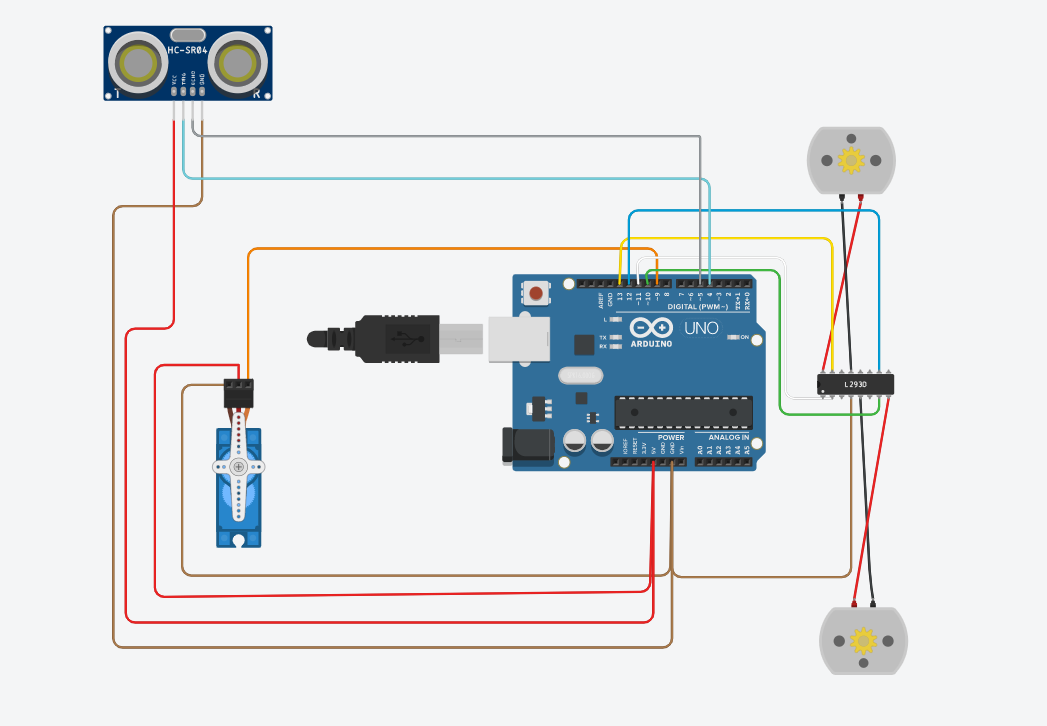 HC-SR04
VCC
TRIG
ECHO
GND
T
R
AREF
GND
13
12
~11
~10
~9
8
7
~6
~5
4
~3
2
TX→1
RX←0
DIGITAL (PWM~)
L
TX
RX
ARDUINO
UNO
ON
L293D
POWER
ANALOG IN
IOREF
RESET
3.3V
5V
GND
GND
Vin
A0
A1
A2
A3
A4
A5